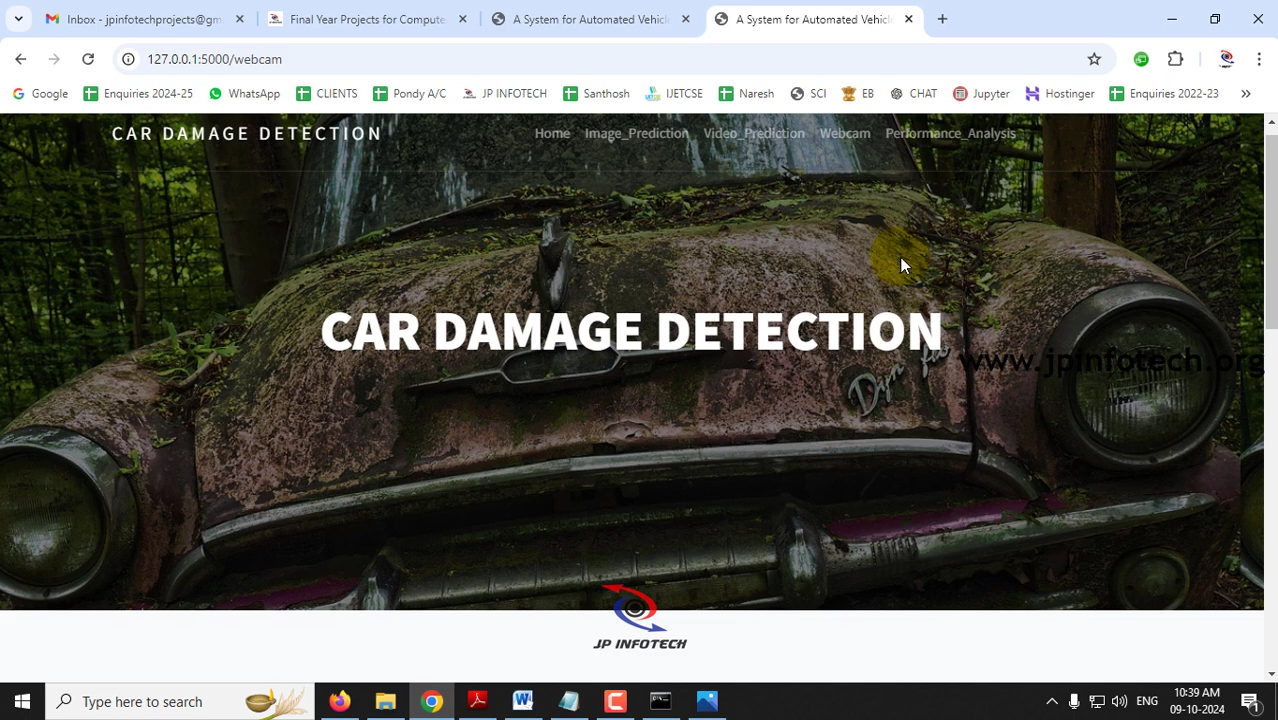 Inbox - jpinfotechprojects@gm
Final Year Projects for Compute
A System for Automated Vehicle
A System for Automated Vehicle
127.0.0.1:5000/webcam
Google
Enquiries 2024-25
WhatsApp
CLIENTS
Pondy A/C
JP INFOTECH
Santhosh
IJETCSE
Naresh
SCI
EB
CHAT
Jupyter
Hostinger
Enquiries 2022-23
CAR DAMAGE DETECTION
Home
Image_Prediction
Video_Prediction
Webcam
Performance_Analysis
CAR DAMAGE DETECTION
www.jpinfotech.org
JP INFOTECH
Type here to search
ENG
10:39 AM
09-10-2024
1